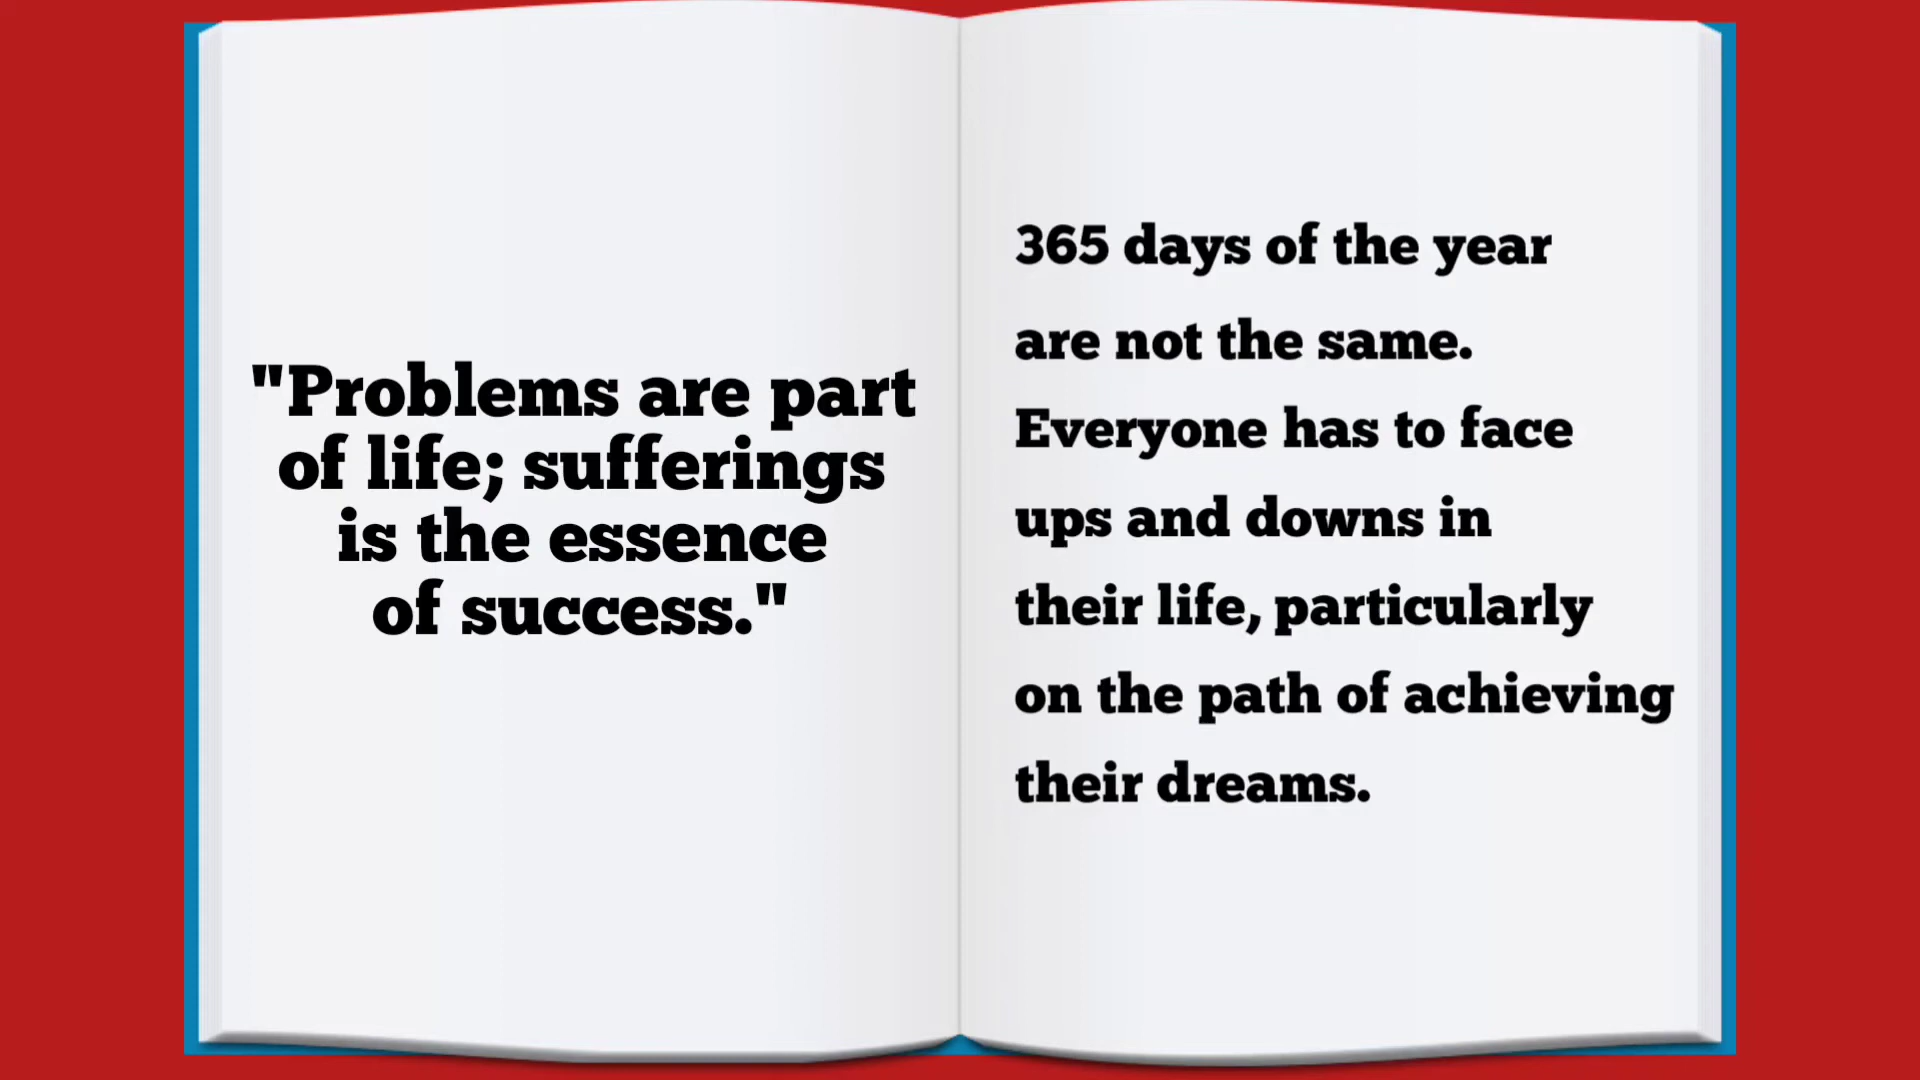 "Problems are part
of life; sufferings
is the essence
of success."
365 days of the year
are not the same.
Everyone has to face
ups and downs in
their life, particularly
on the path of achieving
their dreams.